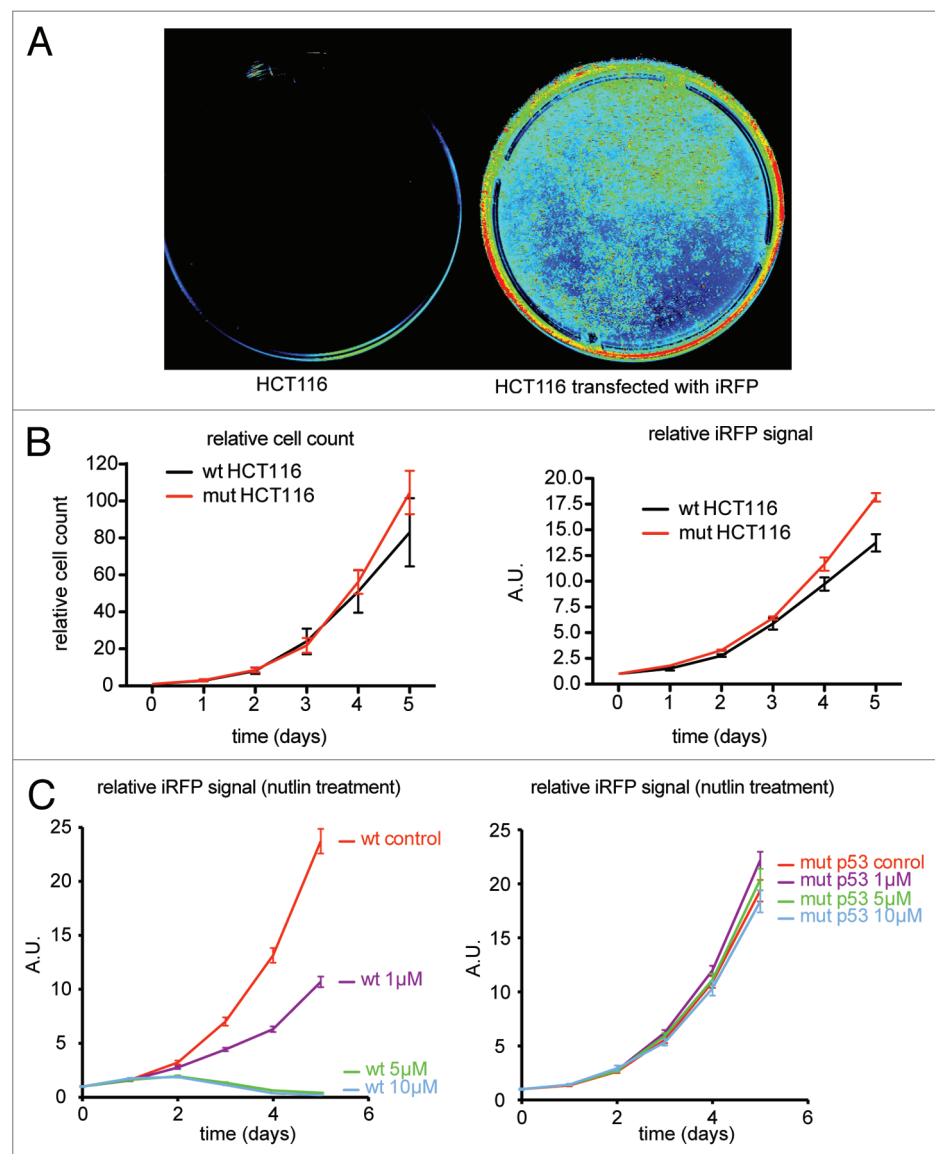 A
HCT116
HCT116 transfected with iRFP
B
relative cell count
wt HCT116
mut HCT116
relative cell count
120
100
80
60
40
20
0
0 1 2 3 4 5
time (days)
relative iRFP signal
wt HCT116
mut HCT116
A.U.
20.0
17.5
15.0
12.5
10.0
7.5
5.0
2.5
0.0
0 1 2 3 4 5
time (days)
C
relative iRFP signal (nutlin treatment)
A.U.
25
20
15
10
5
0
0 2 4 6
time (days)
wt control
wt 1µM
wt 5µM
wt 10µM
relative iRFP signal (nutlin treatment)
A.U.
25
20
15
10
5
0
0 2 4 6
time (days)
mut p53 conrol
mut p53 1µM
mut p53 5µM
mut p53 10µM